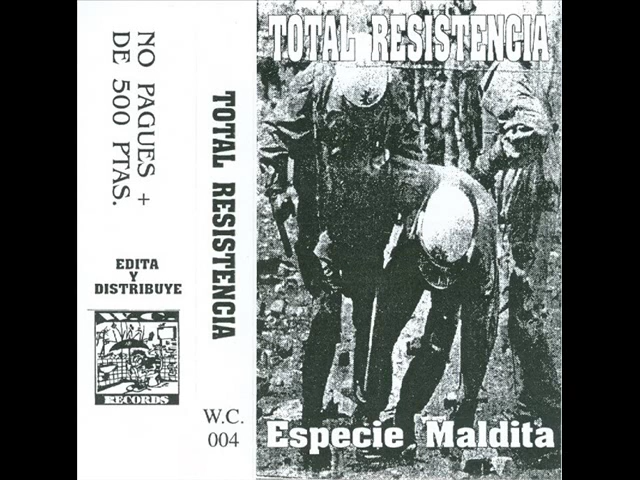 NO PAGUES +
DE 500 PTAS.
EDITA
Y
DISTRIBUYE
W.C.
RECORDS
TOTAL RESISTENCIA
W.C.
004
TOTAL RESISTENCIA
Especie Maldita